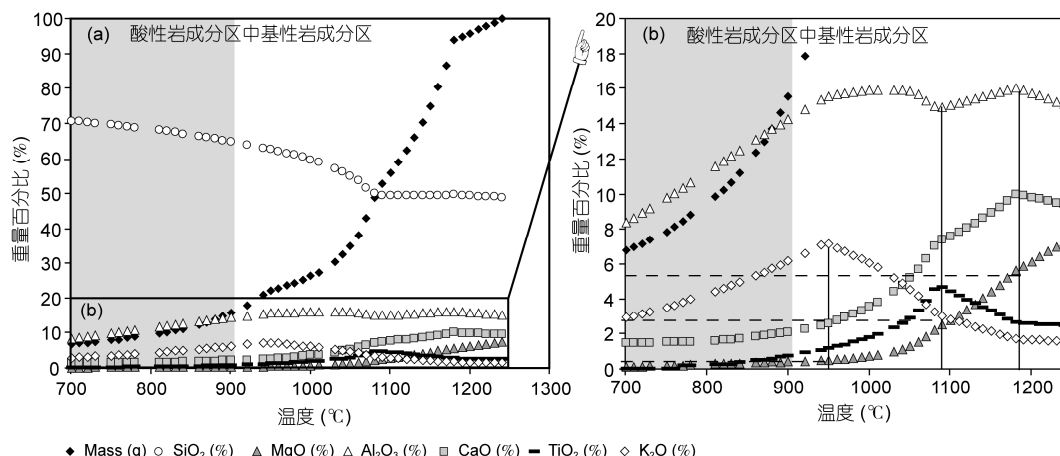 (a) 酸性岩成分区中基性岩成分区
100
90
80
70
60
50
40
30
20
10
0
重量百分比 (%)
(b)
700 800 900 1000 1100 1200 1300
温度 (℃)
(b) 酸性岩成分区中基性岩成分区
20
18
16
14
12
10
8
6
4
2
0
重量百分比 (%)
700 800 900 1000 1100 1200
温度 (℃)
Mass (g) SiO₂ (%) MgO (%) Al₂O₃ (%) CaO (%) TiO₂ (%) K₂O (%)